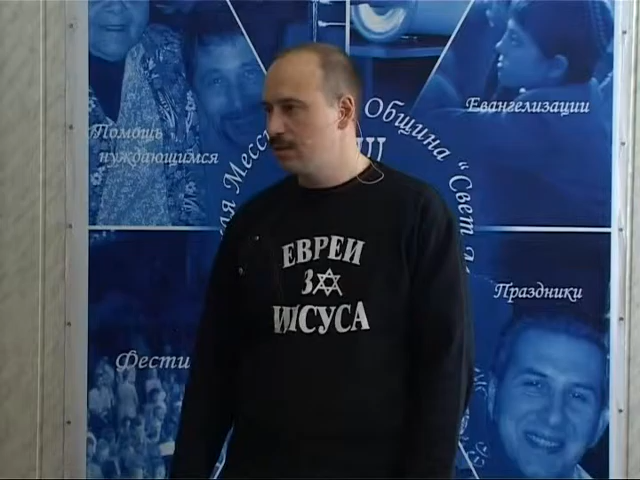 Помощь
нуждающимся
Община "Свет
Евангелизации
ЕВРЕИ
ЗА
ИИСУСА
Праздники
Фести